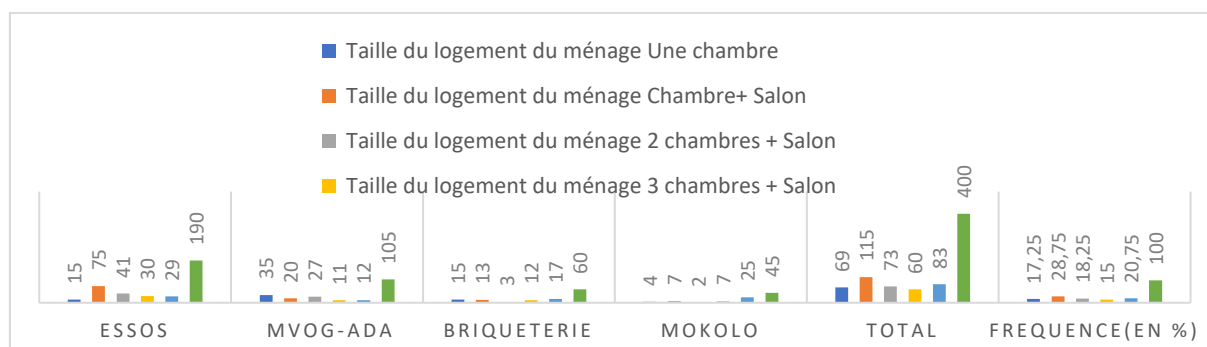 Taille du logement du ménage Une chambre
Taille du logement du ménage Chambre+ Salon
Taille du logement du ménage 2 chambres + Salon
Taille du logement du ménage 3 chambres + Salon
15 75 41 30 29 190 35 20 27 11 12 105 15 13 3 12 17 60 4 7 2 7 25 45 69 115 73 60 83 400 17,25 28,75 18,25 15 20,75 100
ESSOS MVOG-ADA BRIQUETERIE MOKOLO TOTAL FREQUENCE(EN %)